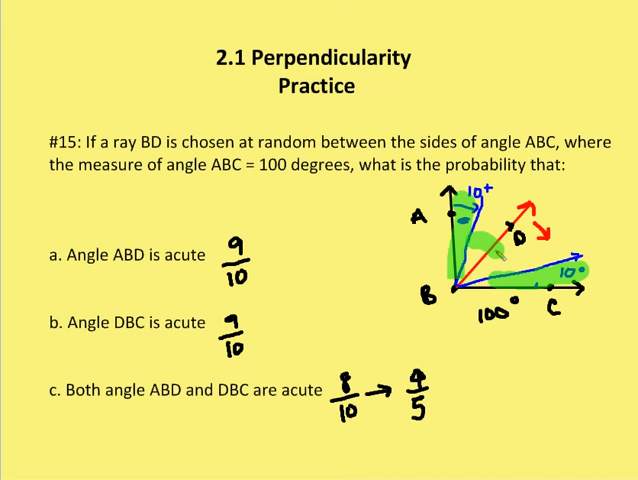 2.1 Perpendicularity
Practice
#15: If a ray BD is chosen at random between the sides of angle ABC, where
the measure of angle ABC = 100 degrees, what is the probability that:
10+
A
D
a. Angle ABD is acute 9/10
10°
B
100°
C
b. Angle DBC is acute 9/10
c. Both angle ABD and DBC are acute 8/10 → 4/5